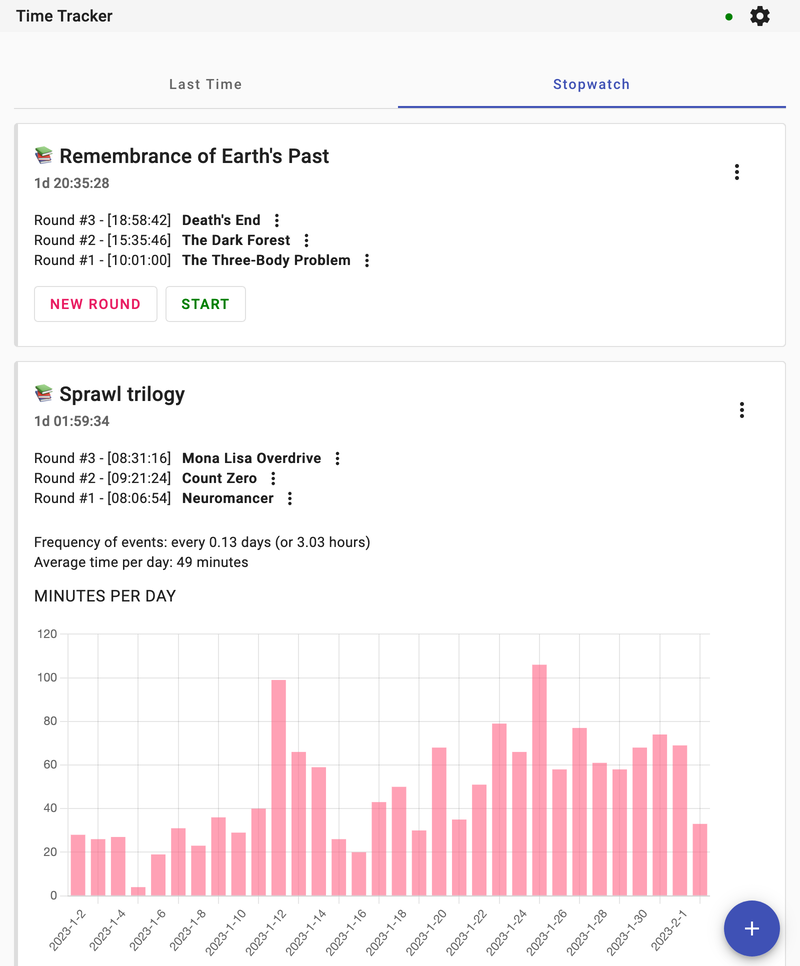 Time Tracker
Last Time
Stopwatch
Remembrance of Earth's Past
1d 20:35:28
Round #3 - [18:58:42] Death's End
Round #2 - [15:35:46] The Dark Forest
Round #1 - [10:01:00] The Three-Body Problem
NEW ROUND START
Sprawl trilogy
1d 01:59:34
Round #3 - [08:31:16] Mona Lisa Overdrive
Round #2 - [09:21:24] Count Zero
Round #1 - [08:06:54] Neuromancer
Frequency of events: every 0.13 days (or 3.03 hours)
Average time per day: 49 minutes
MINUTES PER DAY
120
100
80
60
40
20
0
2023-1-2 2023-1-4 2023-1-6 2023-1-8 2023-1-10 2023-1-12 2023-1-14 2023-1-16 2023-1-18 2023-1-20 2023-1-22 2023-1-24 2023-1-26 2023-1-28 2023-1-30 2023-2-1